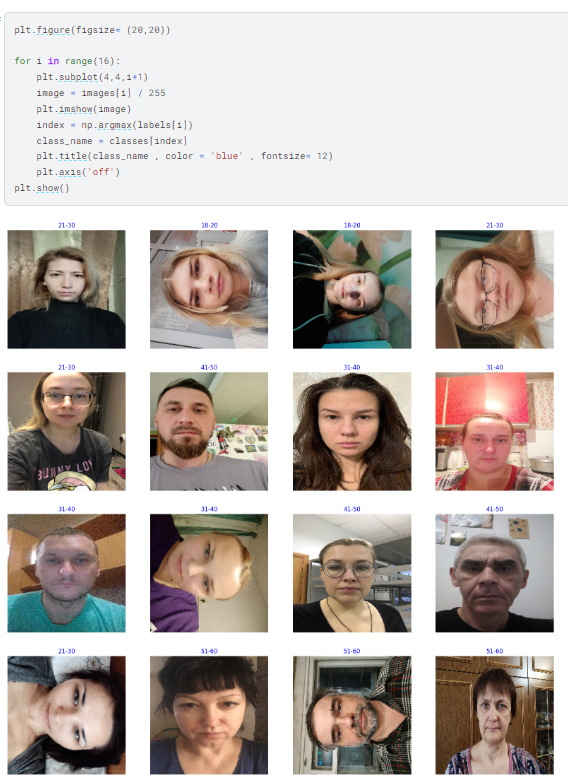 plt.figure(figsize= (20,20))
for i in range(16):
plt.subplot(4,4,i+1)
image = images[i] / 255
plt.imshow(image)
index = np.argmax(labels[i])
class_name = classes[index]
plt.title(class_name , color = 'blue' , fontsize= 12)
plt.axis('off')
plt.show()
21-30 18-20 18-20 21-30
21-30 41-50 31-40 31-40
BUNNY LOV
31-40 31-40 41-50 41-50
21-30 51-60 51-60 51-60